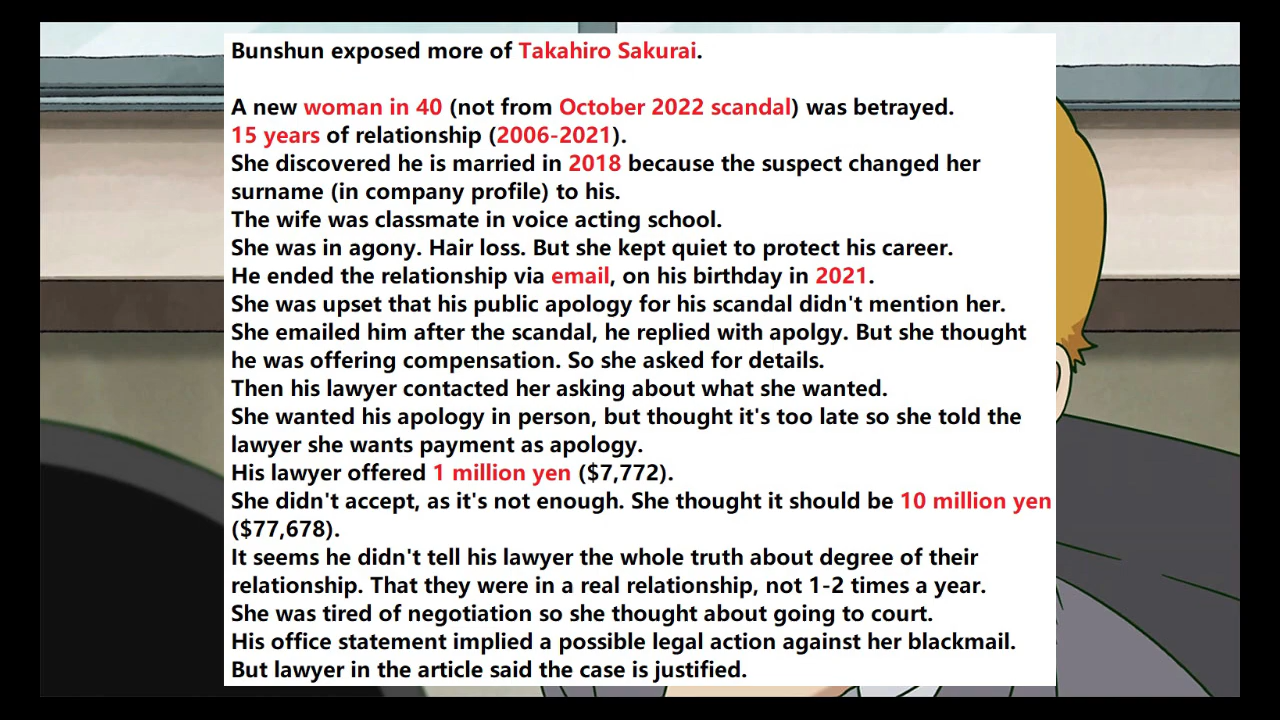 Bunshun exposed more of Takahiro Sakurai.
A new woman in 40 (not from October 2022 scandal) was betrayed.
15 years of relationship (2006-2021).
She discovered he is married in 2018 because the suspect changed her
surname (in company profile) to his.
The wife was classmate in voice acting school.
She was in agony. Hair loss. But she kept quiet to protect his career.
He ended the relationship via email, on his birthday in 2021.
She was upset that his public apology for his scandal didn't mention her.
She emailed him after the scandal, he replied with apolgy. But she thought
he was offering compensation. So she asked for details.
Then his lawyer contacted her asking about what she wanted.
She wanted his apology in person, but thought it's too late so she told the
lawyer she wants payment as apology.
His lawyer offered 1 million yen ($7,772).
She didn't accept, as it's not enough. She thought it should be 10 million yen
($77,678).
It seems he didn't tell his lawyer the whole truth about degree of their
relationship. That they were in a real relationship, not 1-2 times a year.
She was tired of negotiation so she thought about going to court.
His office statement implied a possible legal action against her blackmail.
But lawyer in the article said the case is justified.